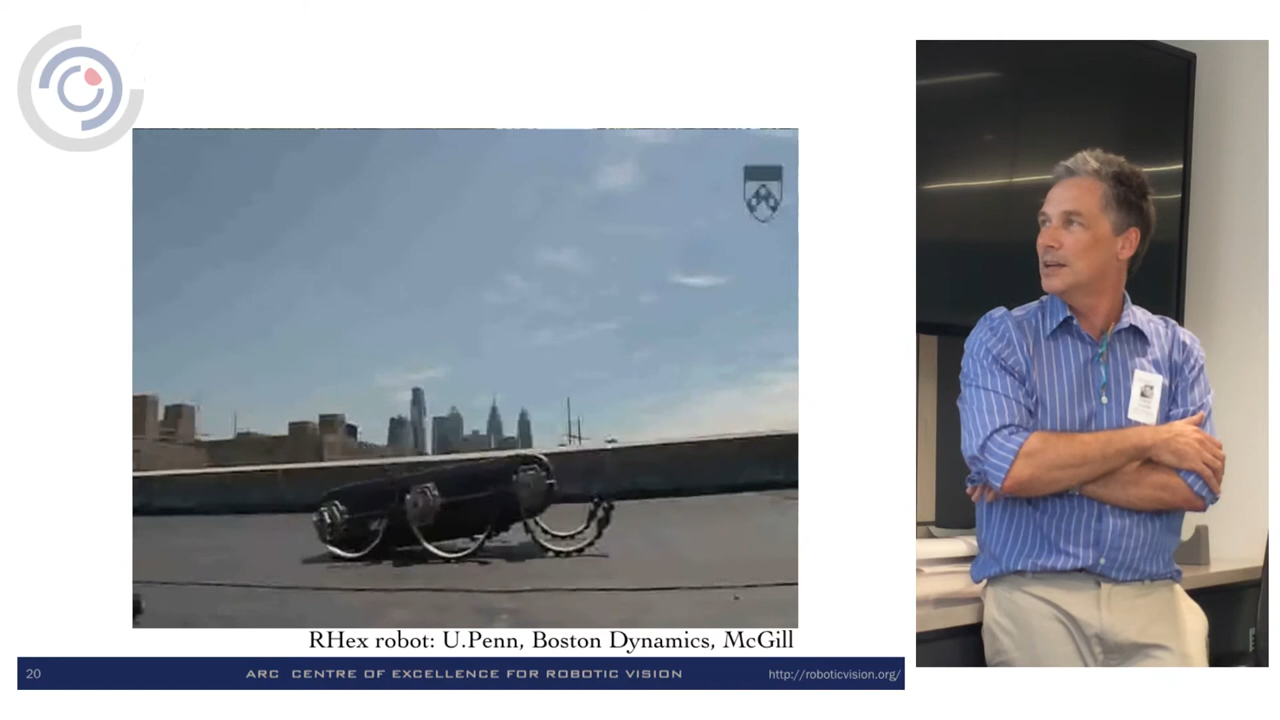 RHex robot: U.Penn, Boston Dynamics, McGill
20 ARC CENTRE OF EXCELLENCE FOR ROBOTIC VISION http://roboticvision.org/